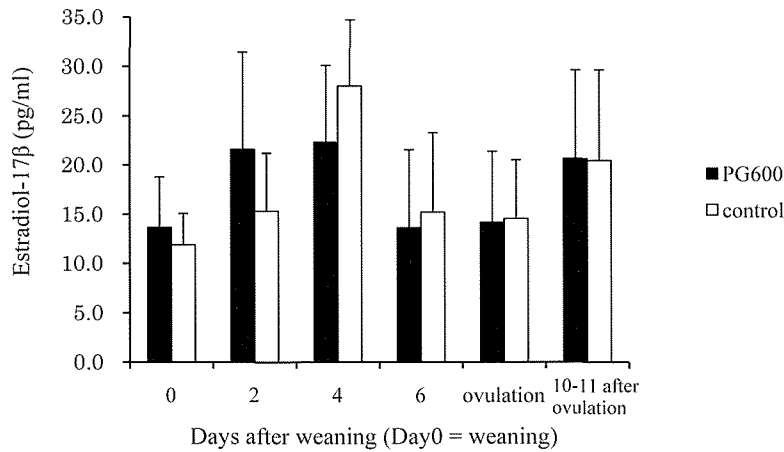 35.0
30.0
25.0
20.0
15.0
10.0
5.0
0.0
Estradiol-17β (pg/ml)
0 2 4 6 ovulation 10-11 after
ovulation
Days after weaning (Day0 = weaning)
PG600
control